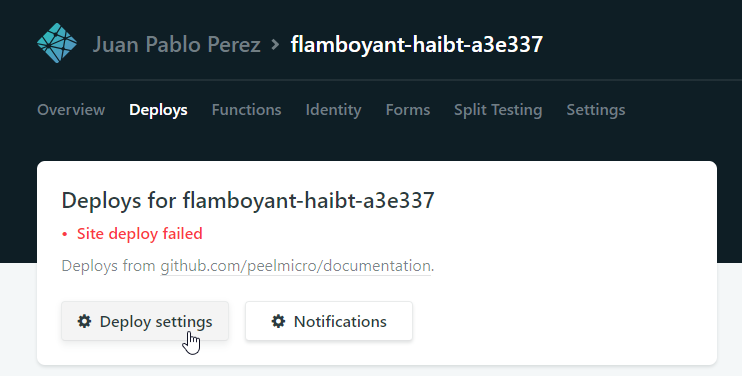 Juan Pablo Perez > flamboyant-haibt-a3e337
Overview Deploys Functions Identity Forms Split Testing Settings
Deploys for flamboyant-haibt-a3e337
• Site deploy failed
Deploys from github.com/peelmicro/documentation.
Deploy settings Notifications